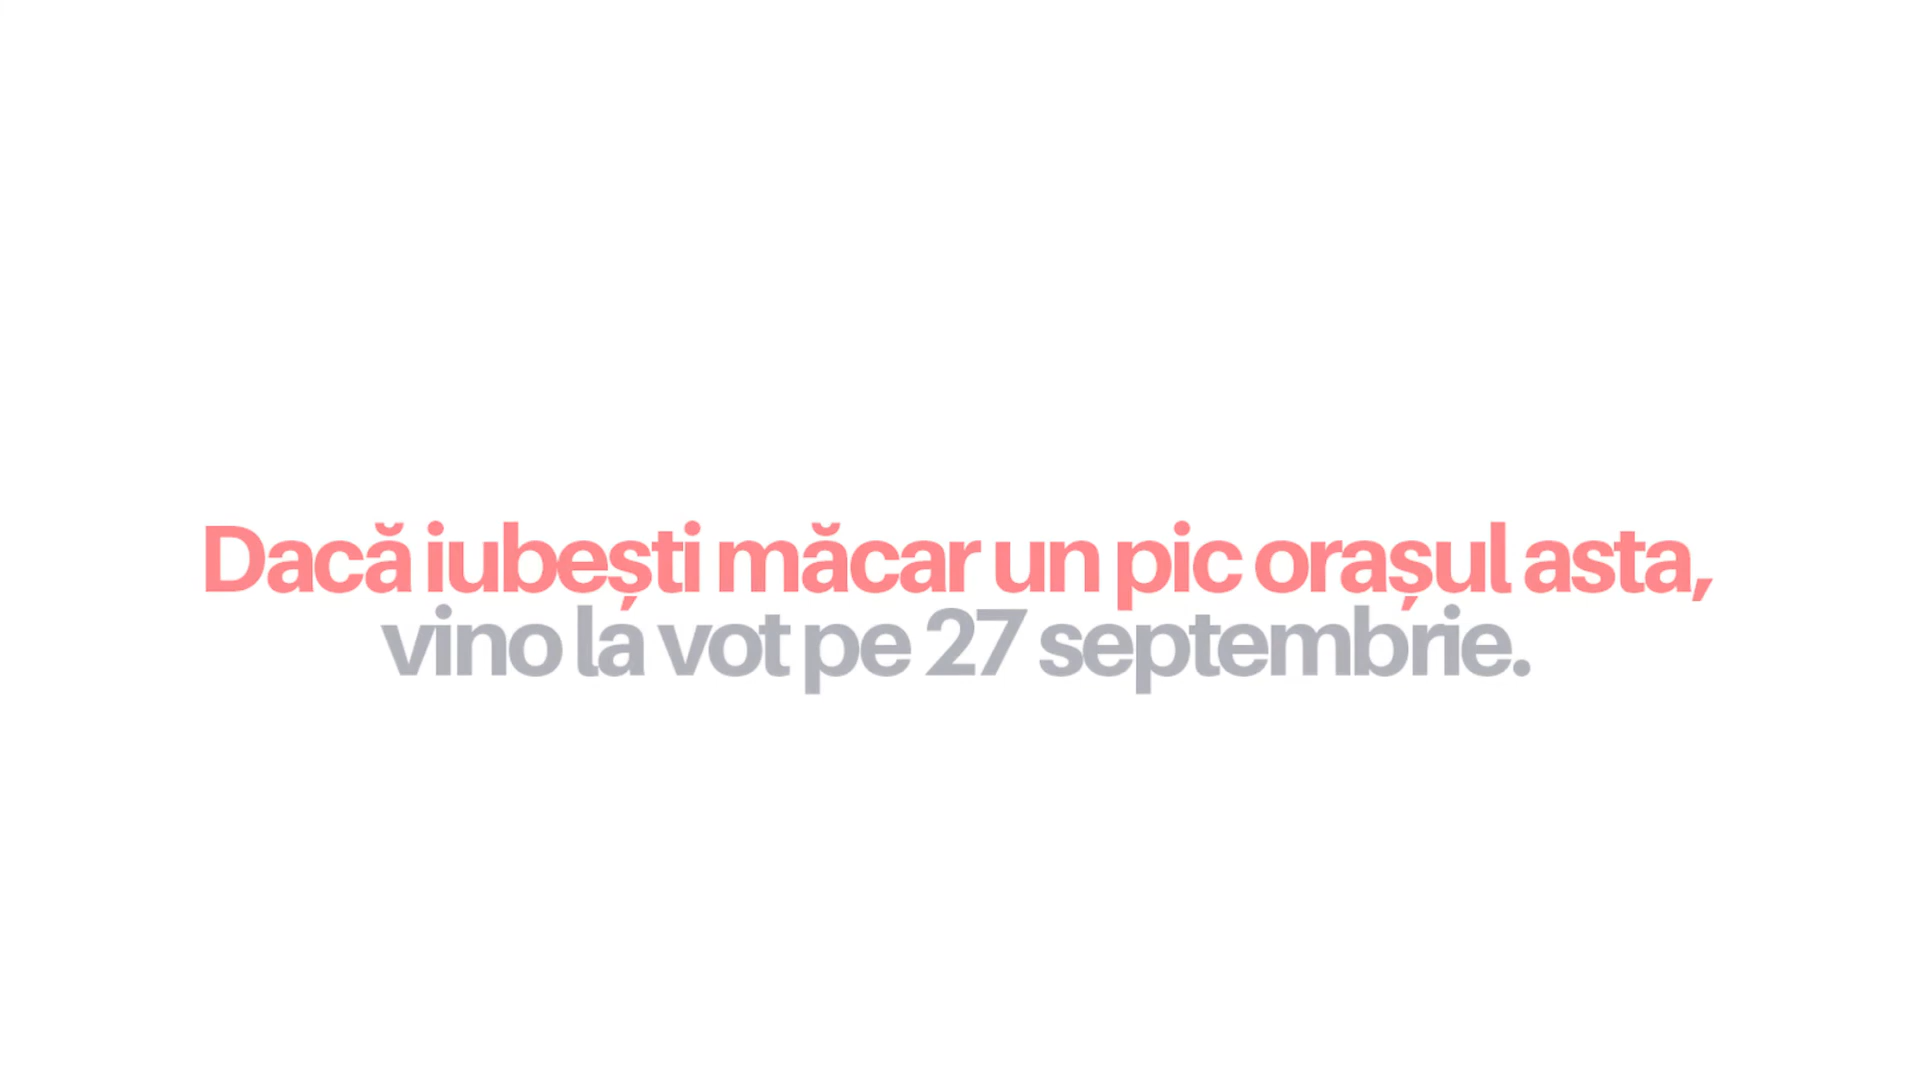 Dacă iubești măcar un pic orașul asta,
vino la vot pe 27 septembrie.